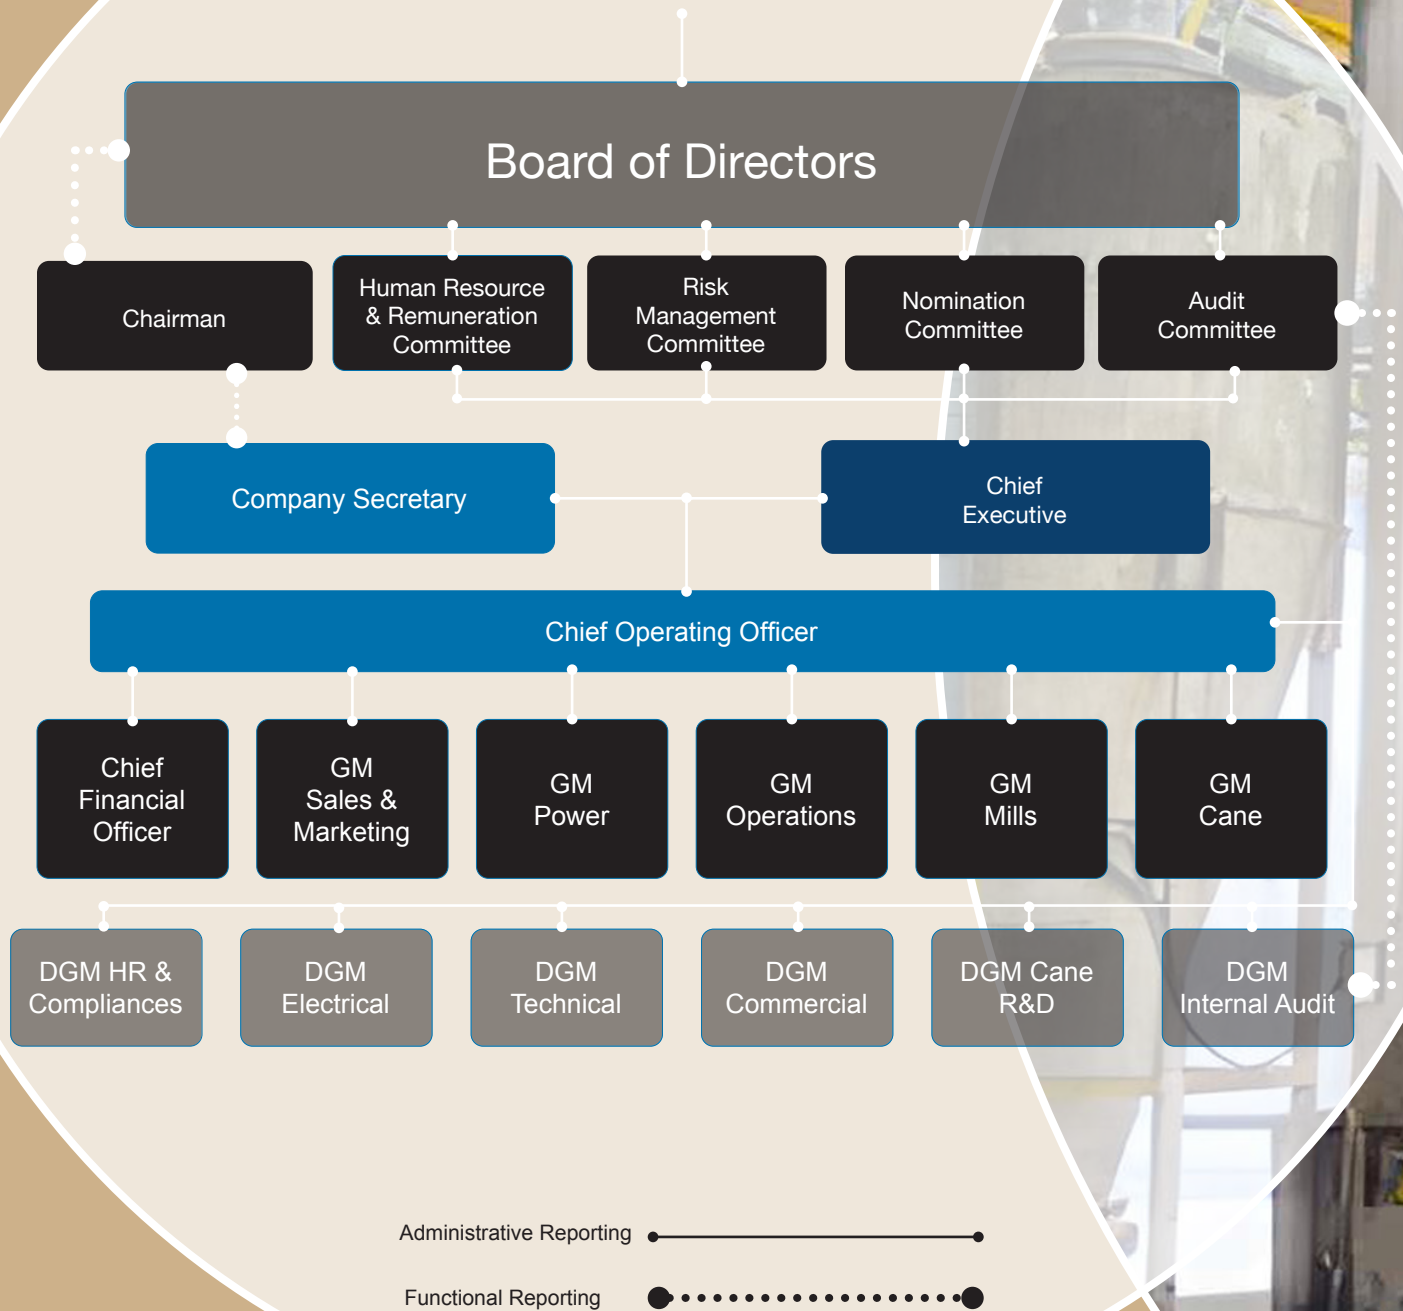 Board of Directors
Chairman
Human Resource
& Remuneration
Committee
Risk
Management
Committee
Nomination
Committee
Audit
Committee
Company Secretary
Chief
Executive
Chief Operating Officer
Chief
Financial
Officer
GM
Sales &
Marketing
GM
Power
GM
Operations
GM
Mills
GM
Cane
DGM HR &
Compliances
DGM
Electrical
DGM
Technical
DGM
Commercial
DGM Cane
R&D
DGM
Internal Audit
Administrative Reporting
Functional Reporting